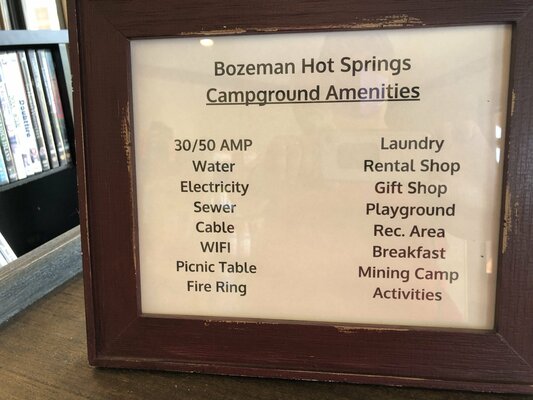 Bozeman Hot Springs
Campground Amenities
30/50 AMP
Water
Electricity
Sewer
Cable
WIFI
Picnic Table
Fire Ring
Laundry
Rental Shop
Gift Shop
Playground
Rec. Area
Breakfast
Mining Camp
Activities